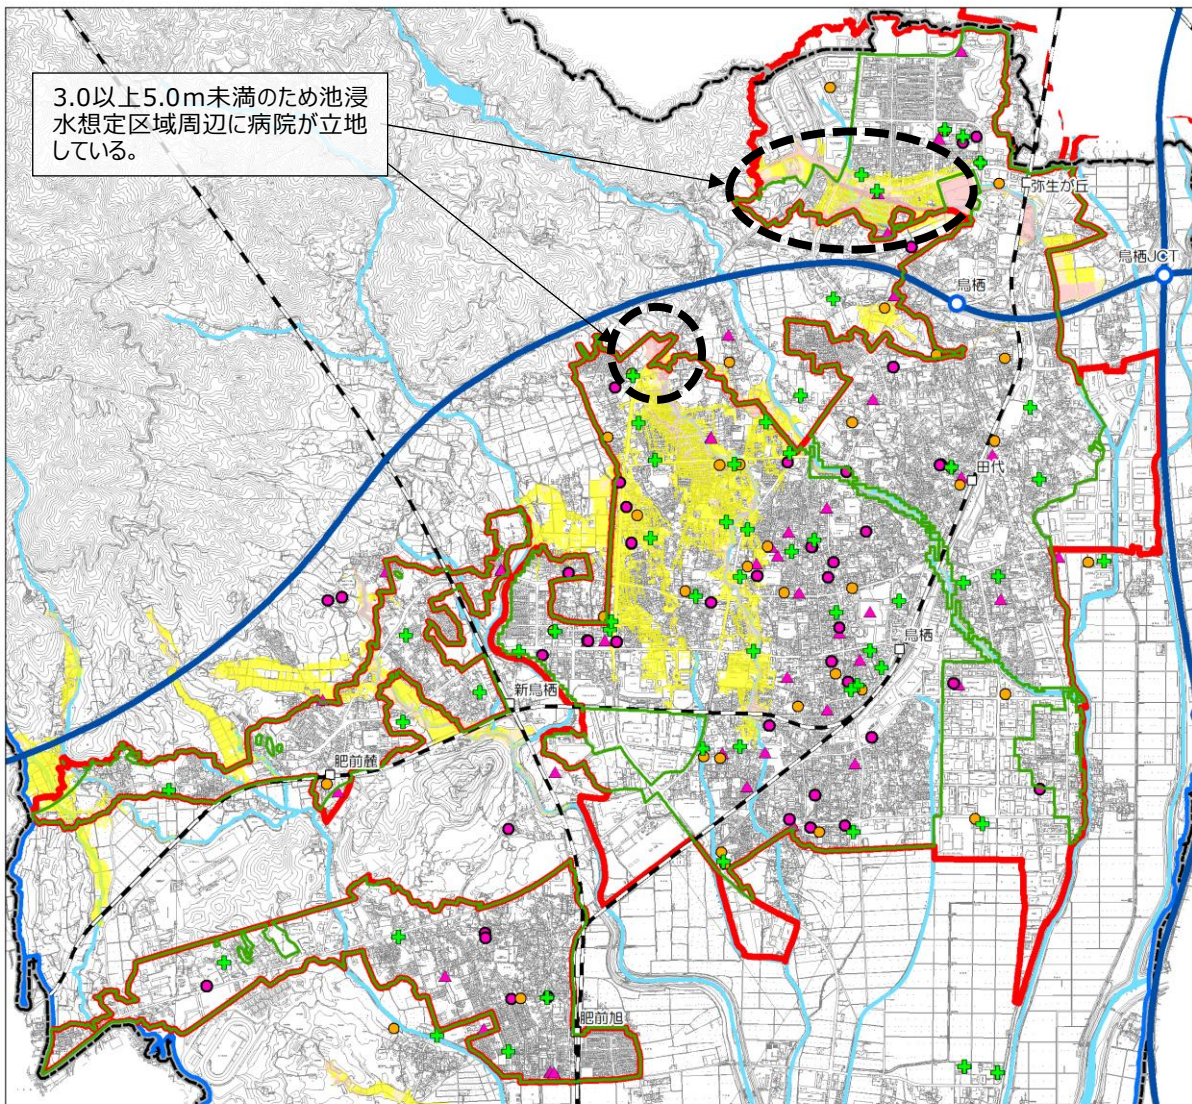 3.0以上5.0m未満のため池浸
水想定区域周辺に病院が立地
している。
弥生が丘
鳥栖JCT
鳥栖
田代
鳥栖
新鳥栖
肥前麓
肥前旭